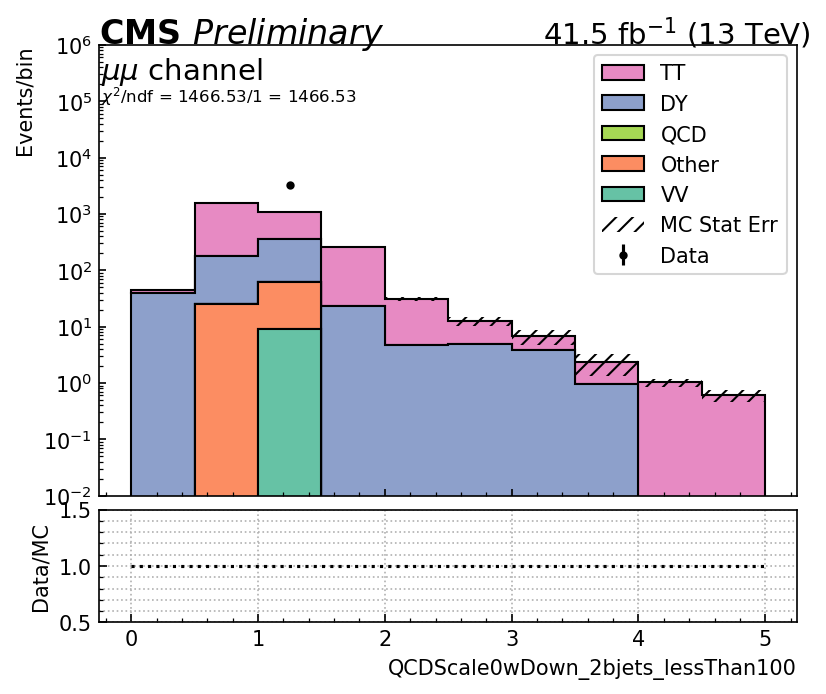 CMS Preliminary 41.5 fb⁻¹ (13 TeV)
μμ channel
χ²/ndf = 1466.53/1 = 1466.53
Events/bin
10⁶
10⁵
10⁴
10³
10²
10¹
10⁰
10⁻¹
10⁻²
TT
DY
QCD
Other
VV
MC Stat Err
Data
Data/MC
1.5
1.0
0.5
0 1 2 3 4 5
QCDScale0wDown_2bjets_lessThan100